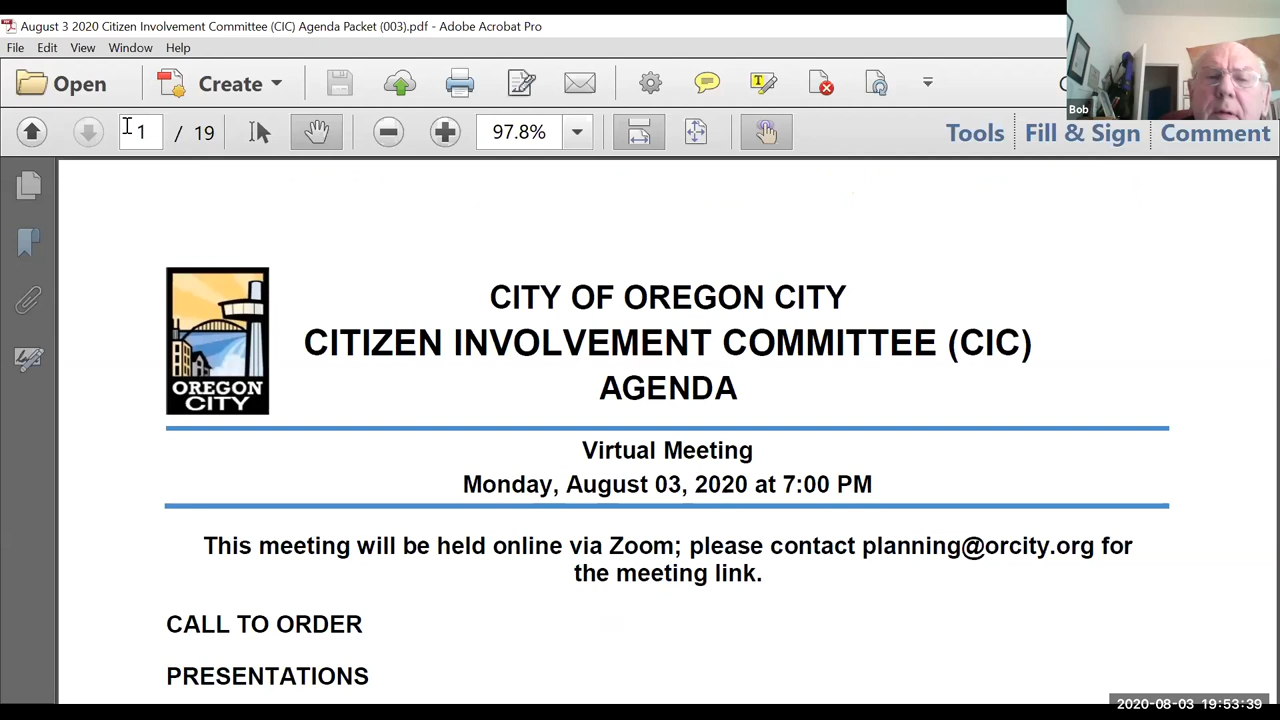 August 3 2020 Citizen Involvement Committee (CIC) Agenda Packet (003).pdf - Adobe Acrobat Pro
File Edit View Window Help
Open Create
1 / 19 97.8% Tools Fill & Sign Comment
Bob
CITY OF OREGON CITY
CITIZEN INVOLVEMENT COMMITTEE (CIC)
AGENDA
OREGON
CITY
Virtual Meeting
Monday, August 03, 2020 at 7:00 PM
This meeting will be held online via Zoom; please contact planning@orcity.org for
the meeting link.
CALL TO ORDER
PRESENTATIONS
2020-08-03 19:53:39